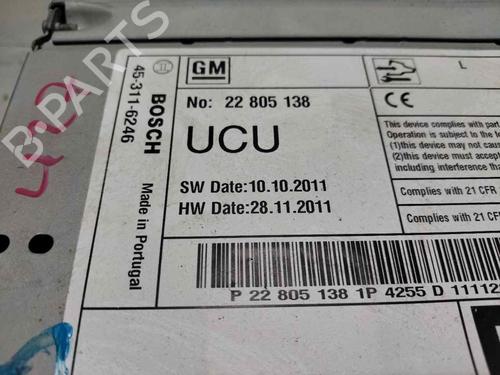 GM
L
No: 22 805 138
UCU
SW Date:10.10.2011
HW Date:28.11.2011
BOSCH
45-311-6246
Made in Portugal
CE
This device complies with part
Operation is subject to the
(1)this device may not
(2)this device must accept
including interference that
Complies with 21 CFR
Complies with 21 CFR
P 22 805 138 1P 4255 D 11112
B-PARTS